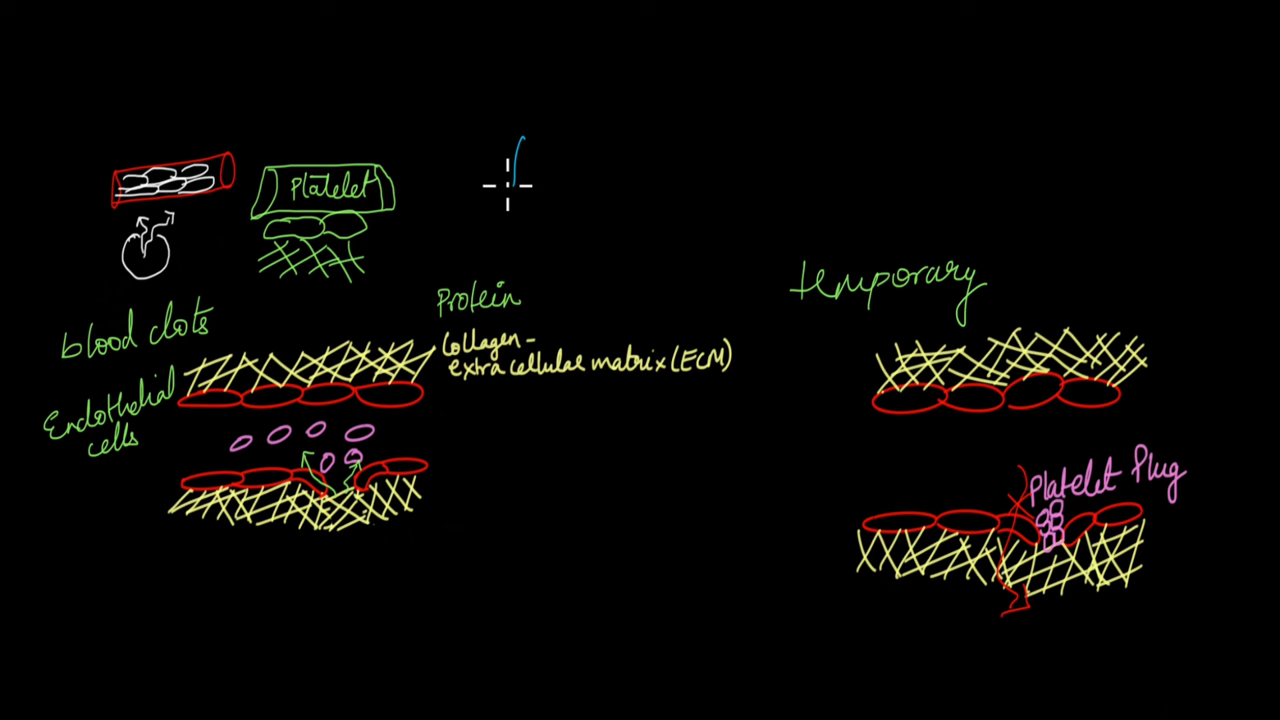 Platelet
Protein
temporary
blood clots
Collagen -
extra cellular matrix (ECM)
Endothelial
cells
Platelet Plug